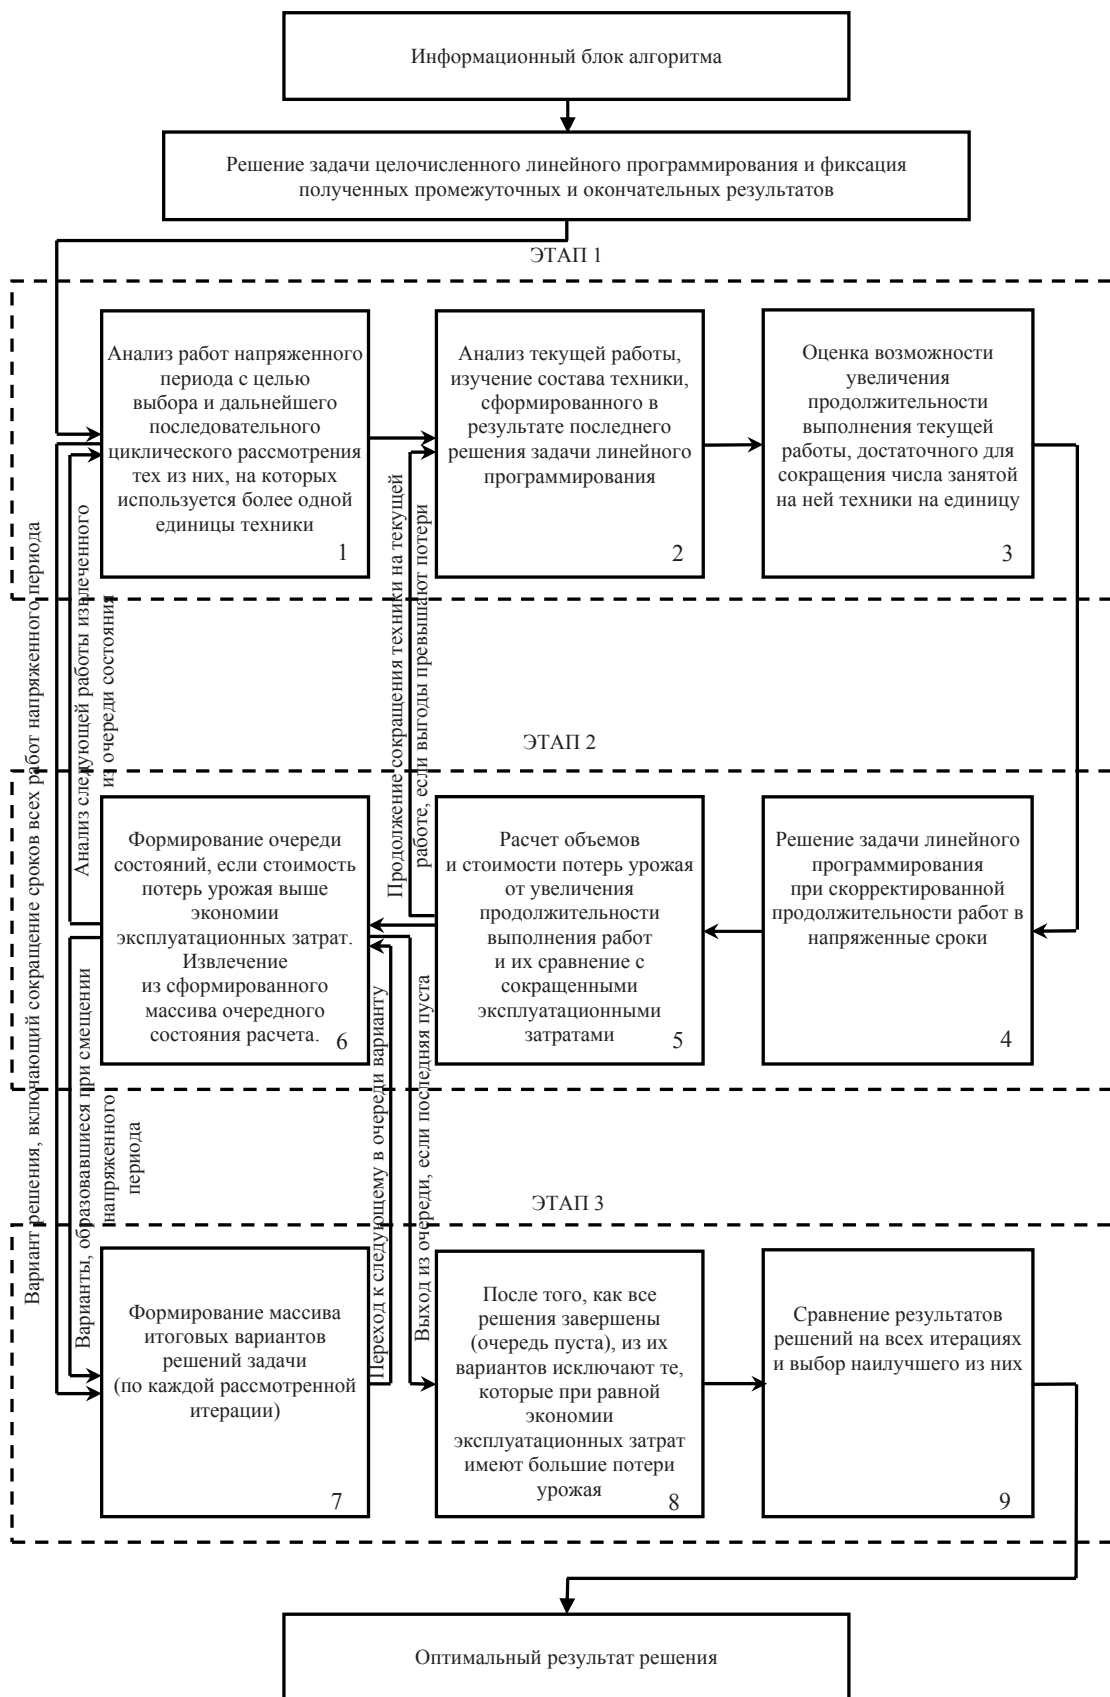 Информационный блок алгоритма
Решение задачи целочисленного линейного программирования и фиксация
полученных промежуточных и окончательных результатов
ЭТАП 1
Анализ работ напряженного
периода с целью
выбора и дальнейшего
последовательного
циклического рассмотрения
тех из них, на которых
используется более одной
единицы техники
1
Анализ текущей работы,
изучение состава техники,
сформированного в
результате последнего
решения задачи линейного
программирования
2
Оценка возможности
увеличения
продолжительности
выполнения текущей
работы, достаточного для
сокращения числа занятой
на ней техники на единицу
3
Вариант решения, включающий сокращение сроков всех работ напряженного периода
Анализ следующей работы извлеченного
из очереди состояния
Продолжение сокращения техники на текущей
работе, если выгоды превышают потери
ЭТАП 2
Формирование очереди
состояний, если стоимость
потерь урожая выше
экономии
эксплуатационных затрат.
Извлечение
из сформированного
массива очередного
состояния расчета.
6
Расчет объемов
и стоимости потерь урожая
от увеличения
продолжительности
выполнения работ
и их сравнение с
сокращенными
эксплуатационными
затратами
5
Решение задачи линейного
программирования
при скорректированной
продолжительности работ в
напряженные сроки
4
Варианты, образовавшиеся при смещении
напряженного
периода
Переход к следующему в очереди варианту
Выход из очереди, если последняя пуста
ЭТАП 3
Формирование массива
итоговых вариантов
решений задачи
(по каждой рассмотренной
итерации)
7
После того, как все
решения завершены
(очередь пуста), из их
вариантов исключают те,
которые при равной
экономии
эксплуатационных затрат
имеют большие потери
урожая
8
Сравнение результатов
решений на всех итерациях
и выбор наилучшего из них
9
Оптимальный результат решения